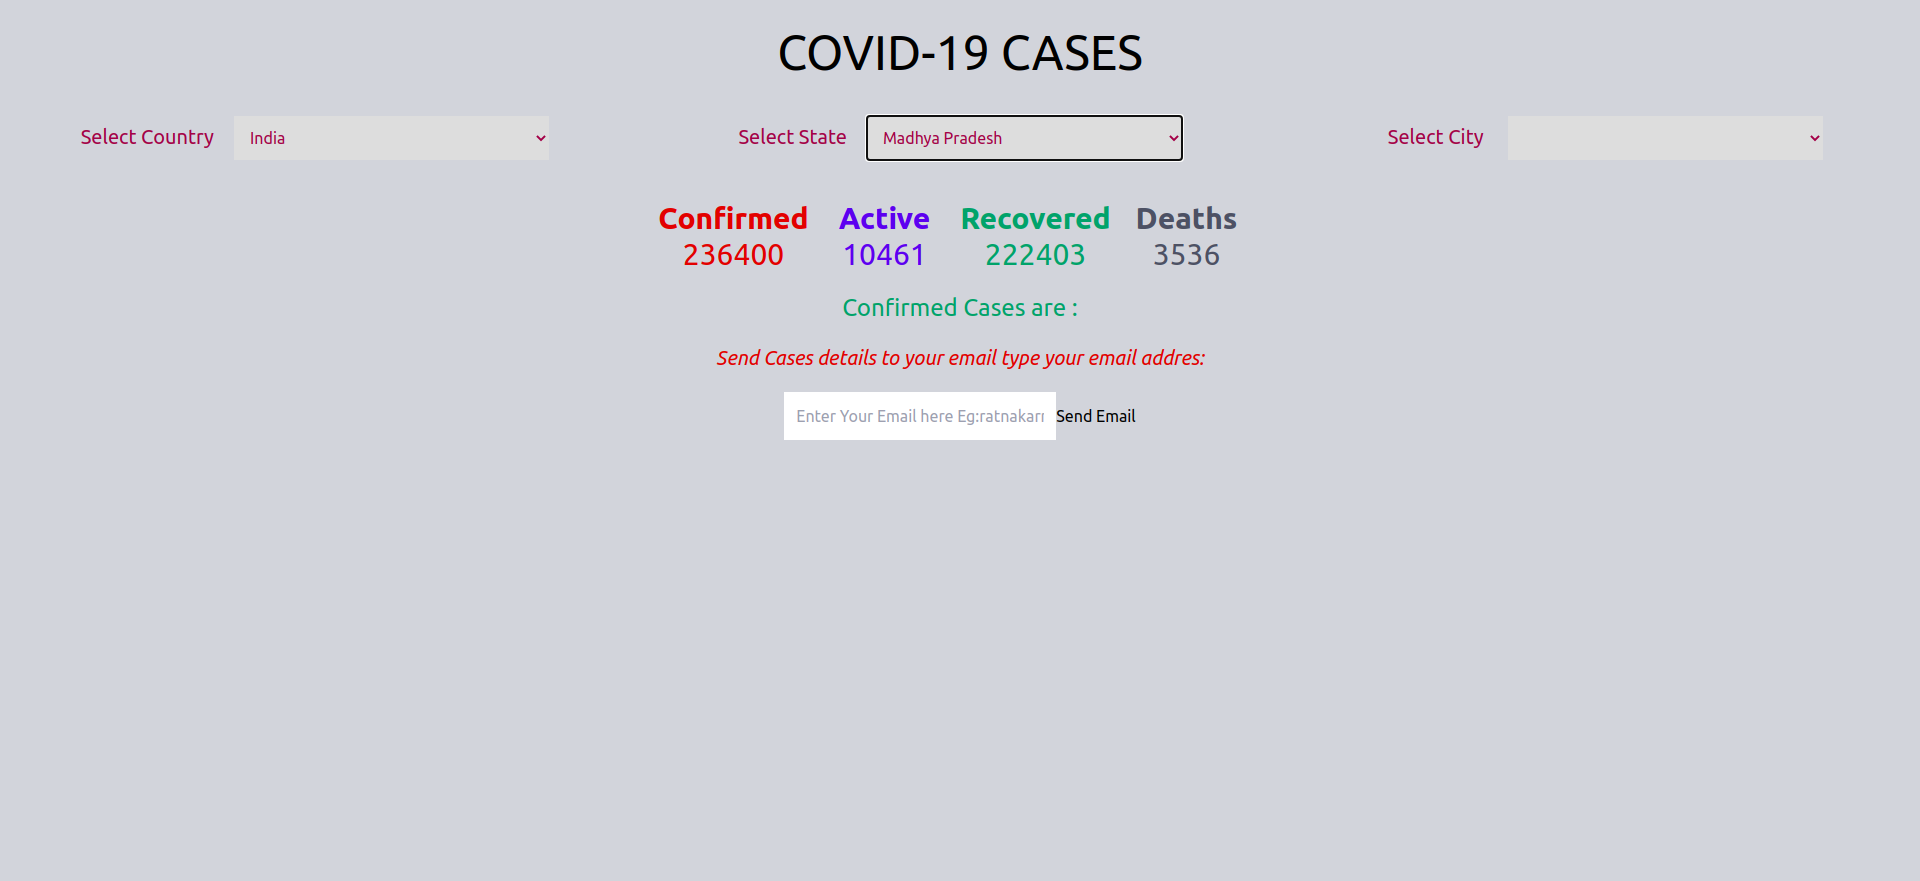 COVID-19 CASES
Select Country India Select State Madhya Pradesh Select City
Confirmed Active Recovered Deaths
236400 10461 222403 3536
Confirmed Cases are :
Send Cases details to your email type your email addres:
Enter Your Email here Eg:ratnakarr Send Email